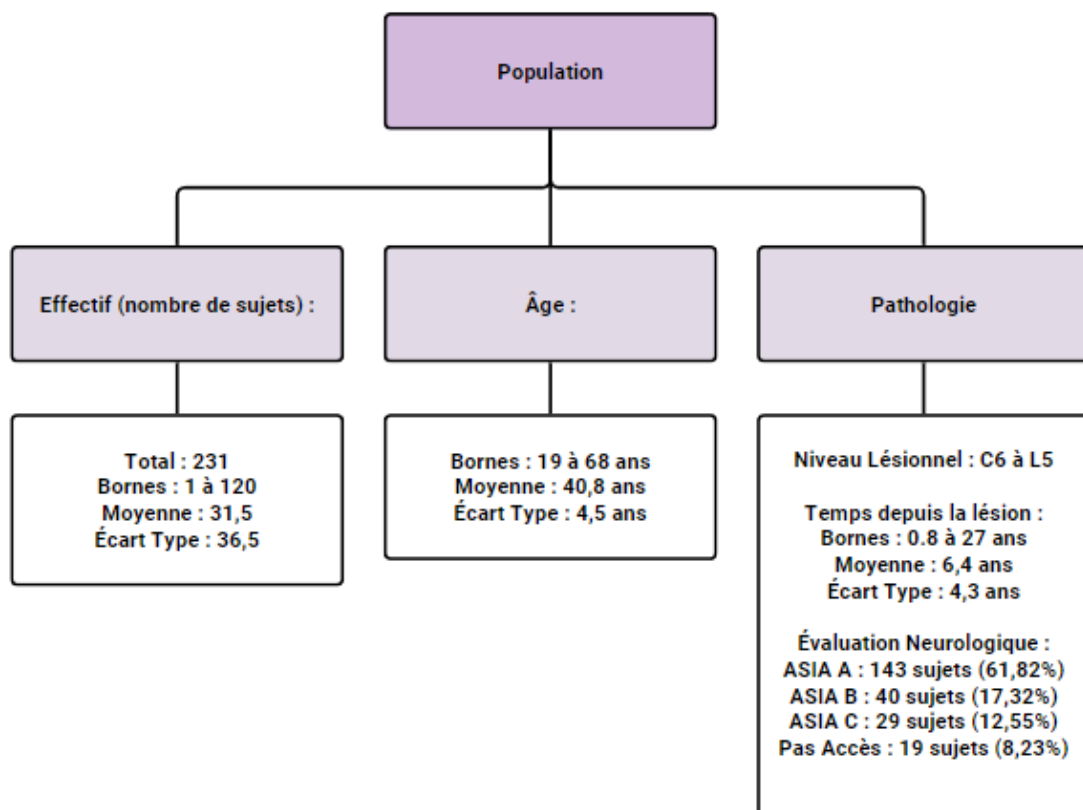 Population
Effectif (nombre de sujets) :
Âge :
Pathologie
Total : 231
Bornes : 1 à 120
Moyenne : 31,5
Écart Type : 36,5
Bornes : 19 à 68 ans
Moyenne : 40,8 ans
Écart Type : 4,5 ans
Niveau Lésionnel : C6 à L5
Temps depuis la lésion :
Bornes : 0.8 à 27 ans
Moyenne : 6,4 ans
Écart Type : 4,3 ans
Évaluation Neurologique :
ASIA A : 143 sujets (61,82%)
ASIA B : 40 sujets (17,32%)
ASIA C : 29 sujets (12,55%)
Pas Accès : 19 sujets (8,23%)